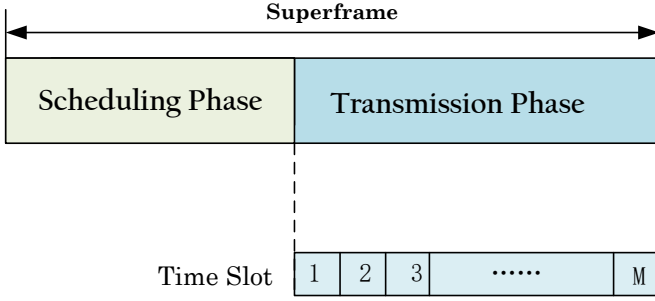 Superframe
Scheduling Phase Transmission Phase
Time Slot 1 2 3 ...... M